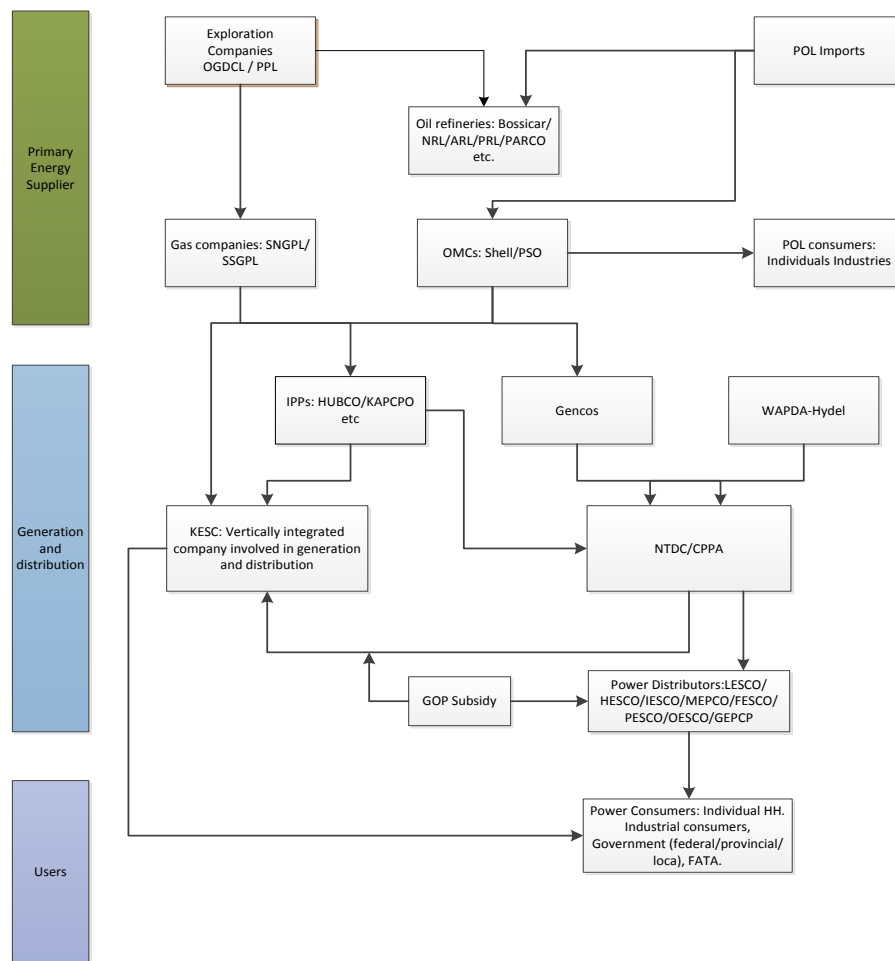 Exploration
Companies
OGDCL / PPL
POL Imports
Oil refineries: Bossicar/
NRL/ARL/PRL/PARCO
etc.
Primary
Energy
Supplier
Gas companies: SNGPL/
SSGPL
OMCs: Shell/PSO
POL consumers:
Individuals Industries
IPPs: HUBCO/KAPCPO
etc
Gencos
WAPDA-Hydel
Generation
and
distribution
KESC: Vertically integrated
company involved in generation
and distribution
NTDC/CPPA
GOP Subsidy
Power Distributors:LESCO/
HESCO/IESCO/MEPCO/FESCO/
PESCO/OESCO/GEPCP
Users
Power Consumers: Individual HH.
Industrial consumers,
Government (federal/provincial/
loca), FATA.